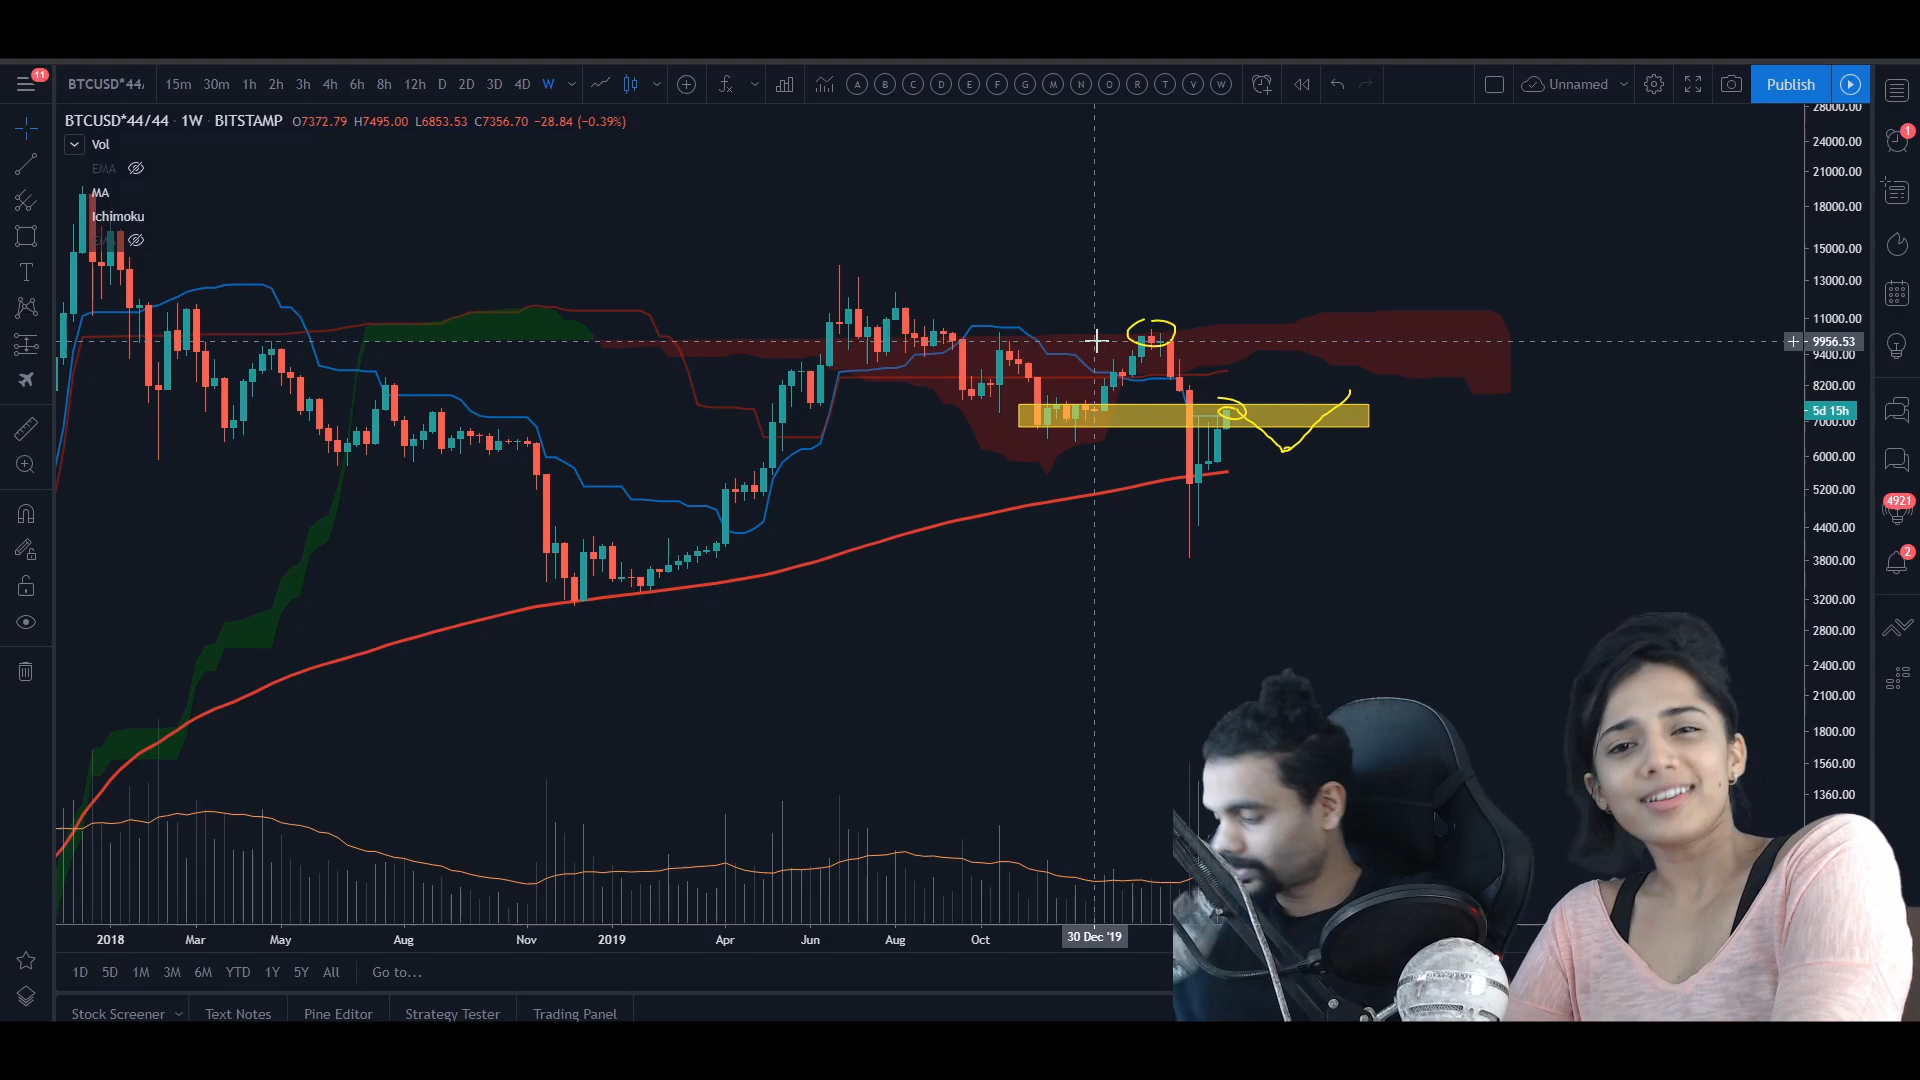 11
BTCUSD*44/ 15m 30m 1h 2h 3h 4h 6h 8h 12h D 2D 3D 4D W A B C D E F G M N O R T V W Unnamed Publish
BTCUSD*44/44 · 1W · BITSTAMP O7372.79 H7495.00 L6853.53 C7356.70 −28.84 (−0.39%)
Vol
EMA
MA
Ichimoku
EMA
28000.00
24000.00
21000.00
18000.00
15000.00
13000.00
11000.00
9956.53
9400.00
8200.00
5d 15h
7000.00
6000.00
5200.00
4400.00
3800.00
3200.00
2800.00
2400.00
2100.00
1800.00
1560.00
1360.00
1
4921
2
2018 Mar May Aug Nov 2019 Apr Jun Aug Oct 30 Dec '19
1D 5D 1M 3M 6M YTD 1Y 5Y All Go to...
Stock Screener Text Notes Pine Editor Strategy Tester Trading Panel